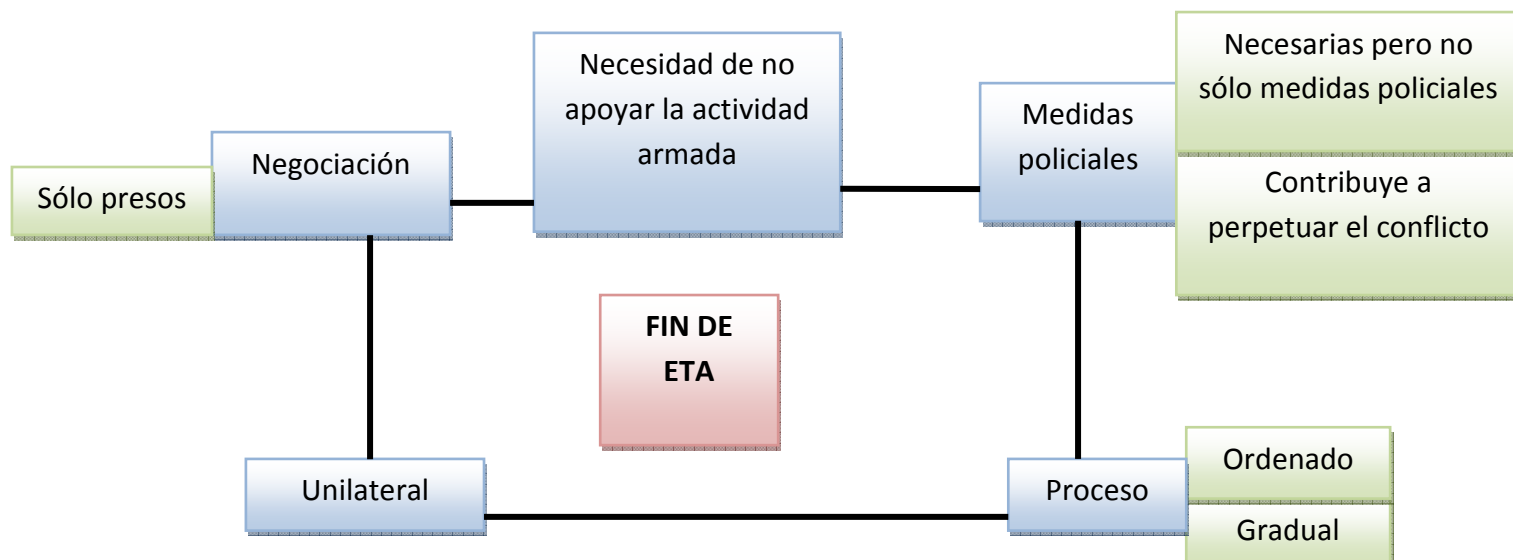 Necesidad de no
apoyar la actividad
armada
Medidas
policiales
Necesarias pero no
sólo medidas policiales
Contribuye a
perpetuar el conflicto
Negociación
Sólo presos
FIN DE
ETA
Unilateral
Proceso
Ordenado
Gradual